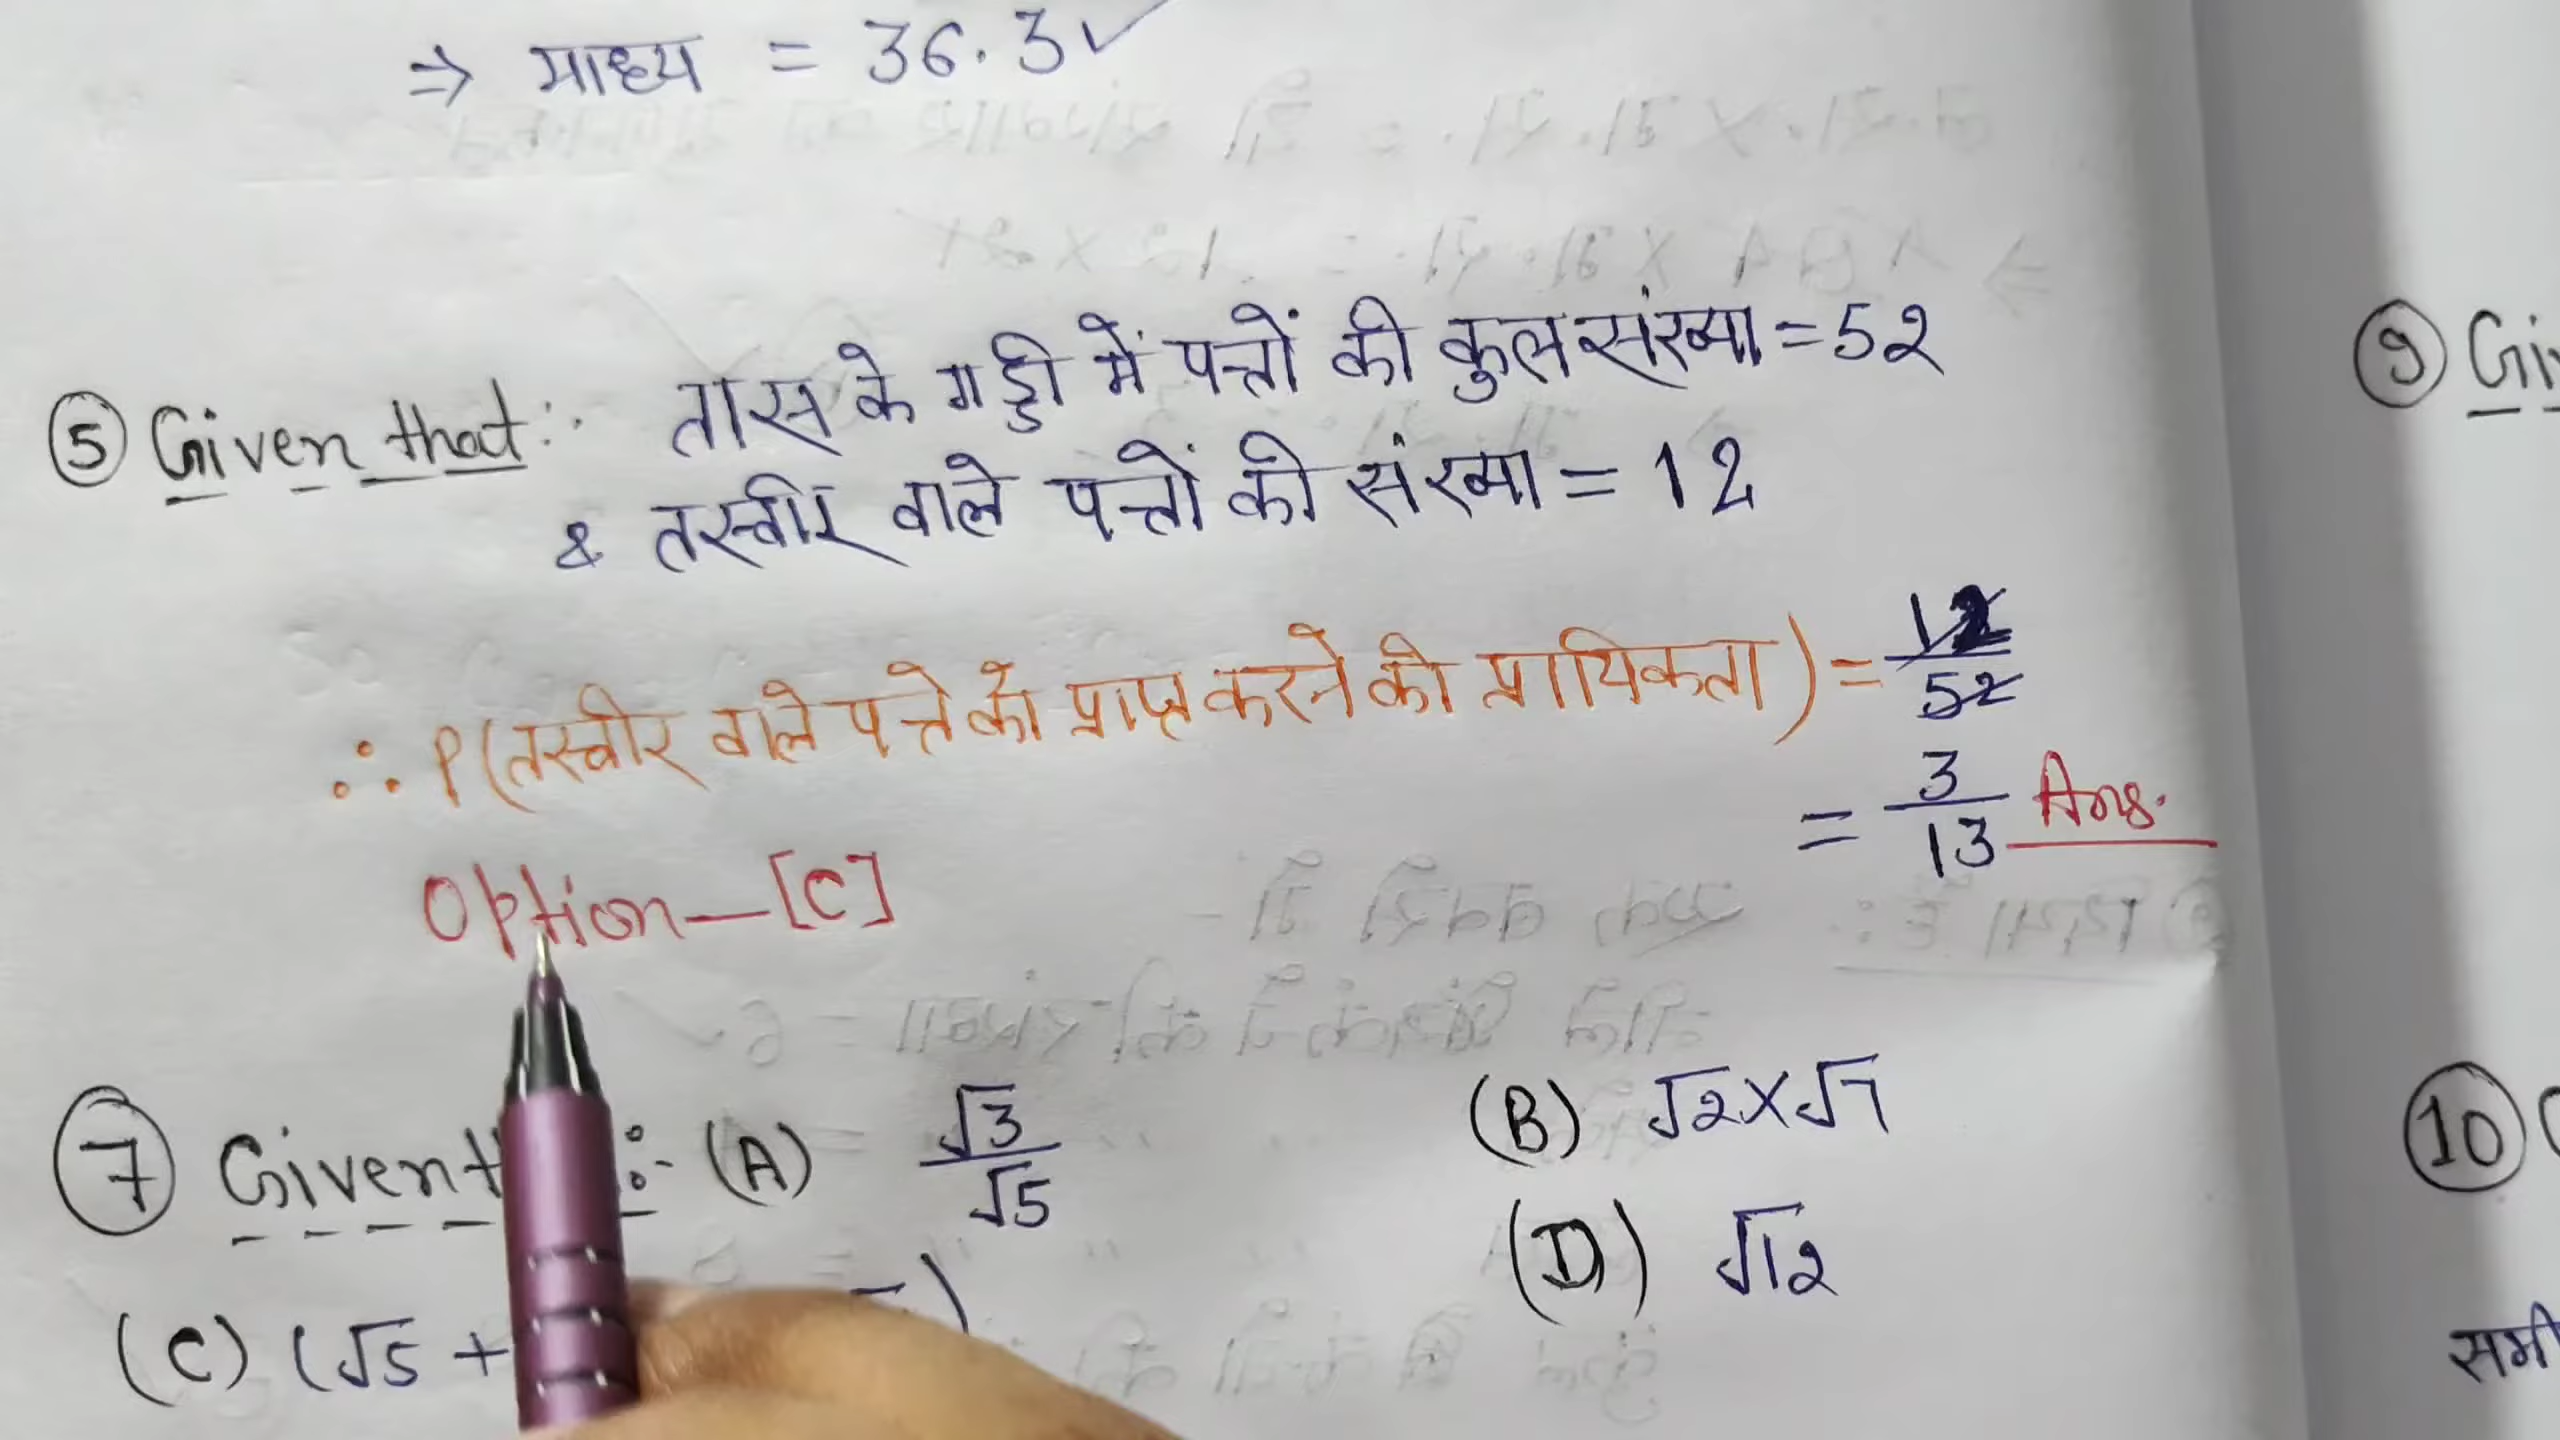 ⇒ माध्य = 36.3 ✓
⑤ Given that:- तास के गड्डी में पत्तों की कुल संख्या = 52
& तस्वीर वाले पत्तों की संख्या = 12
∴ P(तस्वीर वाले पत्ते को प्राप्त करने की प्रायिकता) = 12/52
= 3/13 Ans.
Option—[C]
⑦ Given t :- (A) √3/√5 (B) √2×√7
(C) (√5 + ) (D) √12
⑨ Giv
⑩
समी